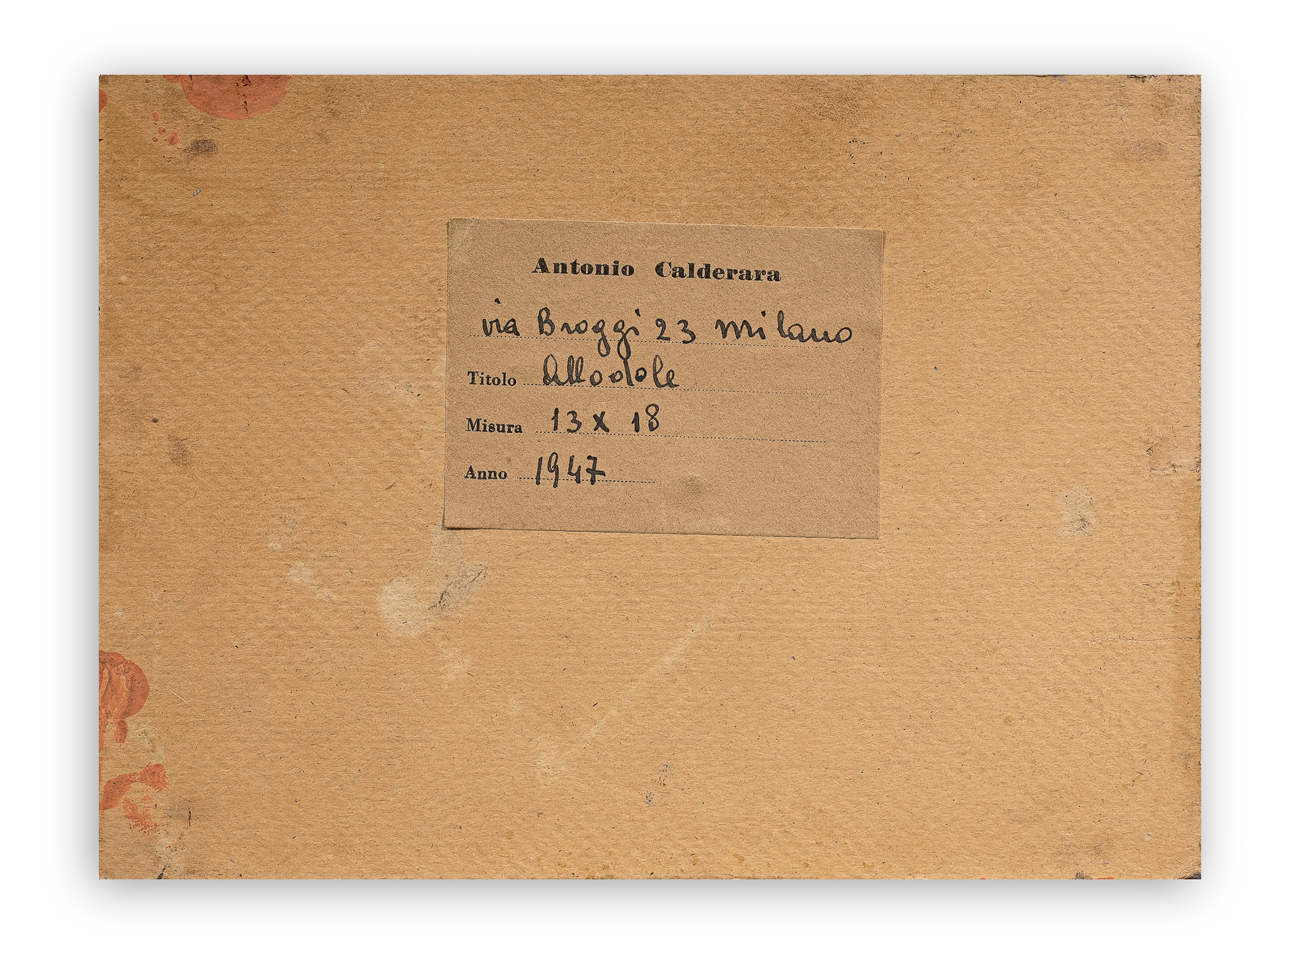 Antonio Calderara
via Broggi 23 Milano
Titolo Allodole
Misura 13 x 18
Anno 1947